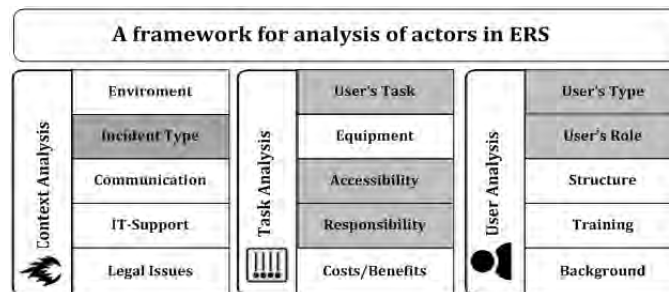 A framework for analysis of actors in ERS
Context Analysis
Enviroment
Incident Type
Communication
IT-Support
Legal Issues
Task Analysis
User's Task
Equipment
Accessibility
Responsibility
Costs/Benefits
User Analysis
User's Type
User's Role
Structure
Training
Background